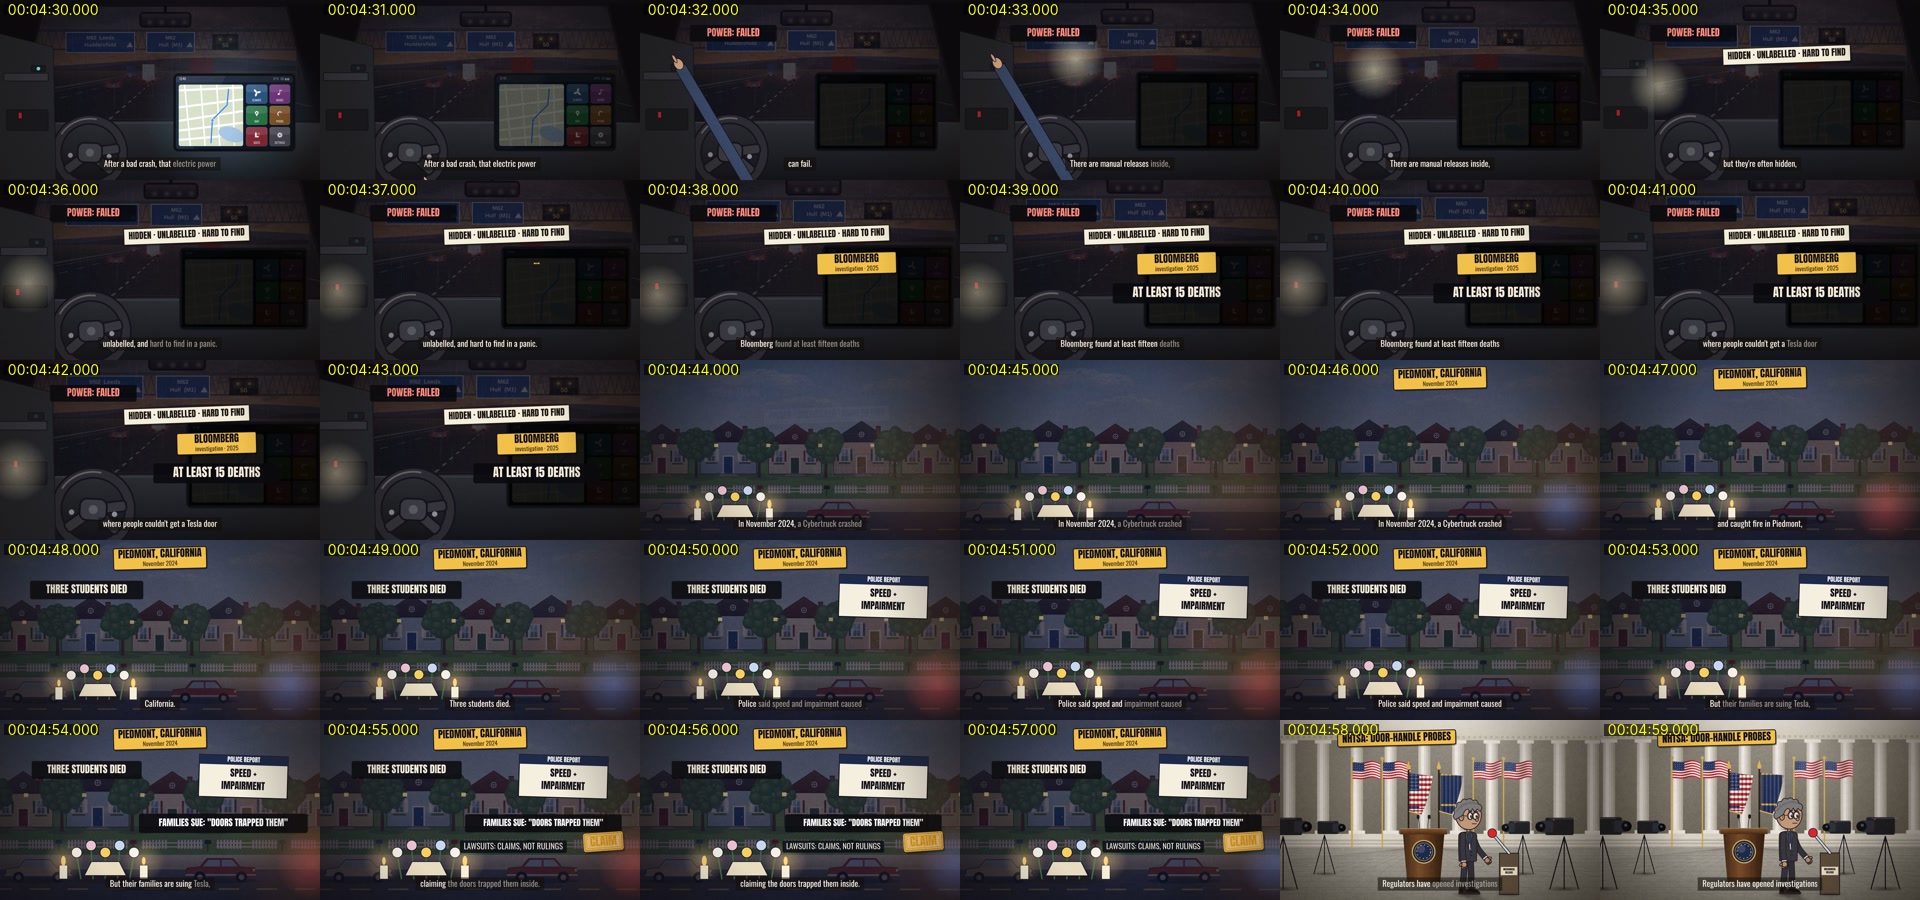 00:04:30.000
M62 Leeds
Huddersfield
M62
Hull (M1)
50
After a bad crash, that electric power
00:04:31.000
After a bad crash, that electric power
00:04:32.000
POWER: FAILED
can fail.
00:04:33.000
POWER: FAILED
There are manual releases inside,
00:04:34.000
POWER: FAILED
There are manual releases inside,
00:04:35.000
POWER: FAILED
HIDDEN · UNLABELLED · HARD TO FIND
but they're often hidden,
00:04:36.000
POWER: FAILED
HIDDEN · UNLABELLED · HARD TO FIND
unlabelled, and hard to find in a panic.
00:04:37.000
POWER: FAILED
HIDDEN · UNLABELLED · HARD TO FIND
unlabelled, and hard to find in a panic.
00:04:38.000
POWER: FAILED
HIDDEN · UNLABELLED · HARD TO FIND
BLOOMBERG
investigation · 2025
Bloomberg found at least fifteen deaths
00:04:39.000
POWER: FAILED
HIDDEN · UNLABELLED · HARD TO FIND
BLOOMBERG
investigation · 2025
AT LEAST 15 DEATHS
Bloomberg found at least fifteen deaths
00:04:40.000
POWER: FAILED
HIDDEN · UNLABELLED · HARD TO FIND
BLOOMBERG
investigation · 2025
AT LEAST 15 DEATHS
Bloomberg found at least fifteen deaths
00:04:41.000
POWER: FAILED
HIDDEN · UNLABELLED · HARD TO FIND
BLOOMBERG
investigation · 2025
AT LEAST 15 DEATHS
where people couldn't get a Tesla door
00:04:42.000
POWER: FAILED
HIDDEN · UNLABELLED · HARD TO FIND
BLOOMBERG
investigation · 2025
AT LEAST 15 DEATHS
where people couldn't get a Tesla door
00:04:43.000
POWER: FAILED
HIDDEN · UNLABELLED · HARD TO FIND
BLOOMBERG
investigation · 2025
AT LEAST 15 DEATHS
where people couldn't get a Tesla door
00:04:44.000
In November 2024, a Cybertruck crashed
00:04:45.000
In November 2024, a Cybertruck crashed
00:04:46.000
PIEDMONT, CALIFORNIA
November 2024
In November 2024, a Cybertruck crashed
00:04:47.000
PIEDMONT, CALIFORNIA
November 2024
and caught fire in Piedmont,
00:04:48.000
PIEDMONT, CALIFORNIA
November 2024
THREE STUDENTS DIED
California.
00:04:49.000
PIEDMONT, CALIFORNIA
November 2024
THREE STUDENTS DIED
Three students died.
00:04:50.000
PIEDMONT, CALIFORNIA
November 2024
THREE STUDENTS DIED
POLICE REPORT
SPEED +
IMPAIRMENT
Police said speed and impairment caused
00:04:51.000
PIEDMONT, CALIFORNIA
November 2024
THREE STUDENTS DIED
POLICE REPORT
SPEED +
IMPAIRMENT
Police said speed and impairment caused
00:04:52.000
PIEDMONT, CALIFORNIA
November 2024
THREE STUDENTS DIED
POLICE REPORT
SPEED +
IMPAIRMENT
Police said speed and impairment caused
00:04:53.000
PIEDMONT, CALIFORNIA
November 2024
THREE STUDENTS DIED
POLICE REPORT
SPEED +
IMPAIRMENT
But their families are suing Tesla,
00:04:54.000
PIEDMONT, CALIFORNIA
November 2024
THREE STUDENTS DIED
POLICE REPORT
SPEED +
IMPAIRMENT
FAMILIES SUE: "DOORS TRAPPED THEM"
But their families are suing Tesla,
00:04:55.000
PIEDMONT, CALIFORNIA
November 2024
THREE STUDENTS DIED
POLICE REPORT
SPEED +
IMPAIRMENT
FAMILIES SUE: "DOORS TRAPPED THEM"
CLAIM
LAWSUITS: CLAIMS, NOT RULINGS
claiming the doors trapped them inside.
00:04:56.000
PIEDMONT, CALIFORNIA
November 2024
THREE STUDENTS DIED
POLICE REPORT
SPEED +
IMPAIRMENT
FAMILIES SUE: "DOORS TRAPPED THEM"
CLAIM
LAWSUITS: CLAIMS, NOT RULINGS
claiming the doors trapped them inside.
00:04:57.000
PIEDMONT, CALIFORNIA
November 2024
THREE STUDENTS DIED
POLICE REPORT
SPEED +
IMPAIRMENT
FAMILIES SUE: "DOORS TRAPPED THEM"
CLAIM
LAWSUITS: CLAIMS, NOT RULINGS
00:04:58.000
NHTSA: DOOR-HANDLE PROBES
Regulators have opened investigations
00:04:59.000
NHTSA: DOOR-HANDLE PROBES
Regulators have opened investigations